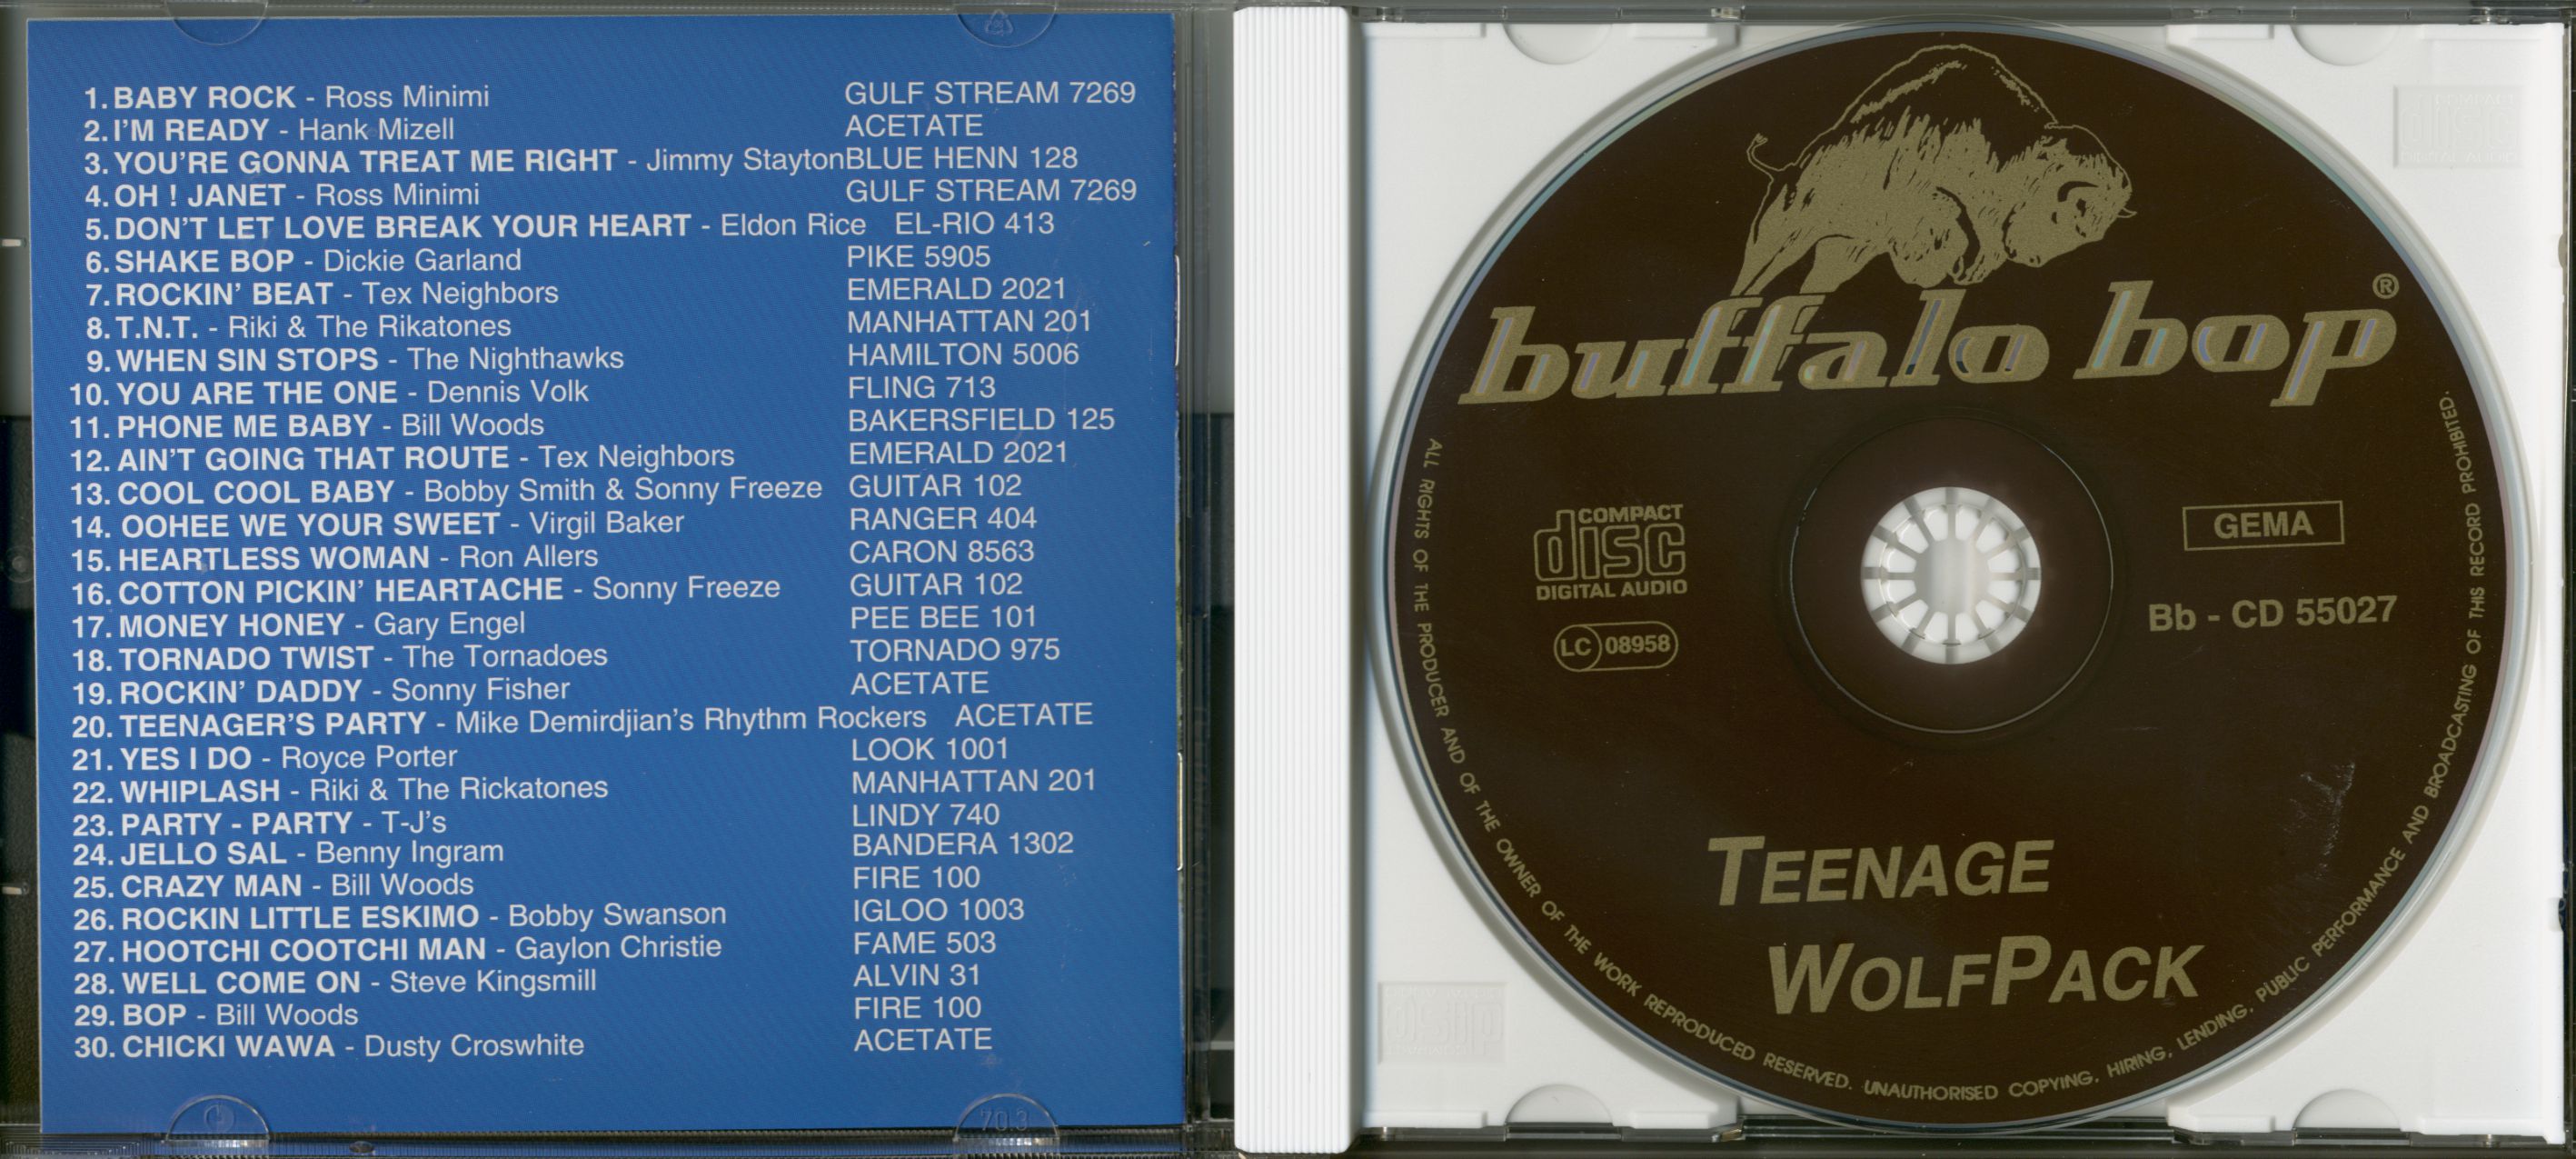 1. BABY ROCK - Ross Minimi GULF STREAM 7269
2. I'M READY - Hank Mizell ACETATE
3. YOU'RE GONNA TREAT ME RIGHT - Jimmy Stayton BLUE HENN 128
4. OH ! JANET - Ross Minimi GULF STREAM 7269
5. DON'T LET LOVE BREAK YOUR HEART - Eldon Rice EL-RIO 413
6. SHAKE BOP - Dickie Garland PIKE 5905
7. ROCKIN' BEAT - Tex Neighbors EMERALD 2021
8. T.N.T. - Riki & The Rikatones MANHATTAN 201
9. WHEN SIN STOPS - The Nighthawks HAMILTON 5006
10. YOU ARE THE ONE - Dennis Volk FLING 713
11. PHONE ME BABY - Bill Woods BAKERSFIELD 125
12. AIN'T GOING THAT ROUTE - Tex Neighbors EMERALD 2021
13. COOL COOL BABY - Bobby Smith & Sonny Freeze GUITAR 102
14. OOHEE WE YOUR SWEET - Virgil Baker RANGER 404
15. HEARTLESS WOMAN - Ron Allers CARON 8563
16. COTTON PICKIN' HEARTACHE - Sonny Freeze GUITAR 102
17. MONEY HONEY - Gary Engel PEE BEE 101
18. TORNADO TWIST - The Tornadoes TORNADO 975
19. ROCKIN' DADDY - Sonny Fisher ACETATE
20. TEENAGER'S PARTY - Mike Demirdjian's Rhythm Rockers ACETATE
21. YES I DO - Royce Porter LOOK 1001
22. WHIPLASH - Riki & The Rickatones MANHATTAN 201
23. PARTY - PARTY - T-J's LINDY 740
24. JELLO SAL - Benny Ingram BANDERA 1302
25. CRAZY MAN - Bill Woods FIRE 100
26. ROCKIN LITTLE ESKIMO - Bobby Swanson IGLOO 1003
27. HOOTCHI COOTCHI MAN - Gaylon Christie FAME 503
28. WELL COME ON - Steve Kingsmill ALVIN 31
29. BOP - Bill Woods FIRE 100
30. CHICKI WAWA - Dusty Croswhite ACETATE
70.3
buffalo bop ®
COMPACT
disc
DIGITAL AUDIO
LC 08958
GEMA
Bb - CD 55027
TEENAGE
WOLFPACK
ALL RIGHTS OF THE PRODUCER AND OF THE OWNER OF THE WORK REPRODUCED RESERVED. UNAUTHORISED COPYING, HIRING, LENDING, PUBLIC PERFORMANCE AND BROADCASTING OF THIS RECORD PROHIBITED.
COMPACT
disc
DIGITAL AUDIO
disc